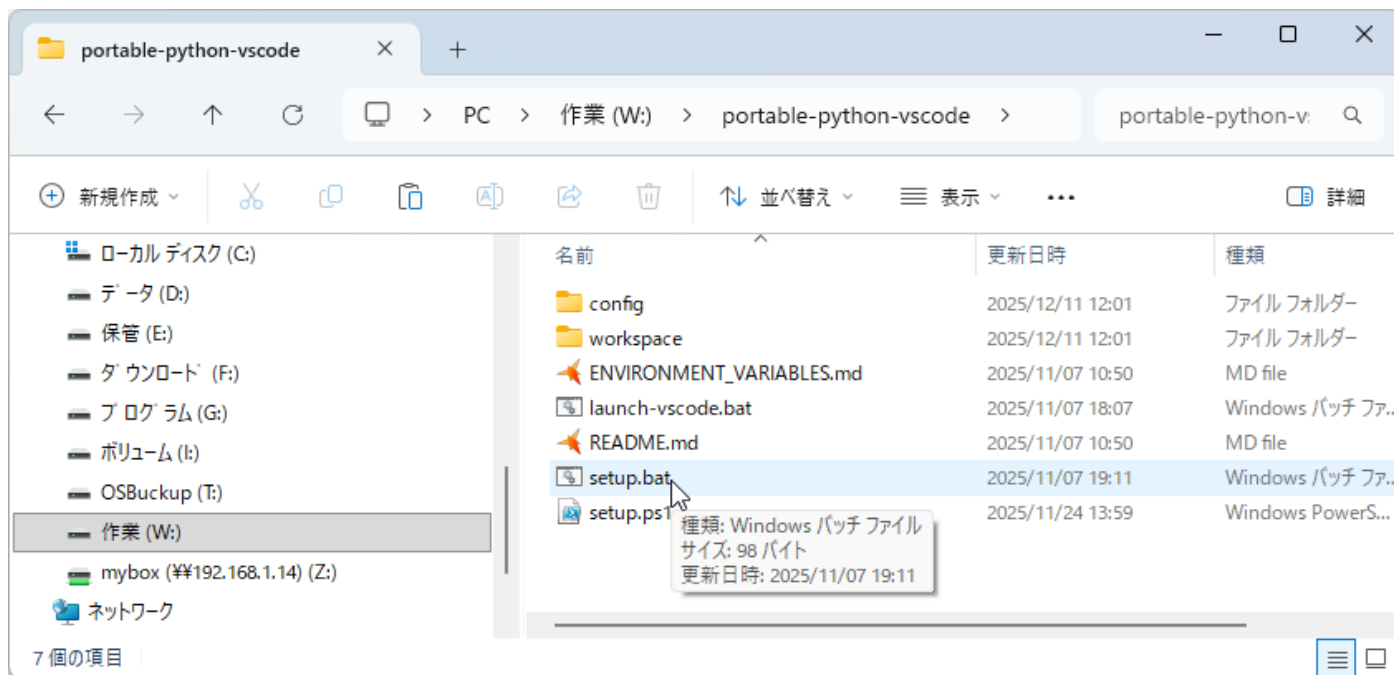 portable-python-vscode
PC > 作業 (W:) > portable-python-vscode >
portable-python-v
新規作成
並べ替え
表示
詳細
ローカル ディスク (C:)
データ (D:)
保管 (E:)
ダウンロード (F:)
プログラム (G:)
ボリューム (I:)
OSBuckup (T:)
作業 (W:)
mybox (¥¥192.168.1.14) (Z:)
ネットワーク
名前 更新日時 種類
config 2025/12/11 12:01 ファイル フォルダー
workspace 2025/12/11 12:01 ファイル フォルダー
ENVIRONMENT_VARIABLES.md 2025/11/07 10:50 MD file
launch-vscode.bat 2025/11/07 18:07 Windows バッチ ファ...
README.md 2025/11/07 10:50 MD file
setup.bat 2025/11/07 19:11 Windows バッチ ファ...
setup.ps1 2025/11/24 13:59 Windows PowerS...
種類: Windows バッチ ファイル
サイズ: 98 バイト
更新日時: 2025/11/07 19:11
7 個の項目